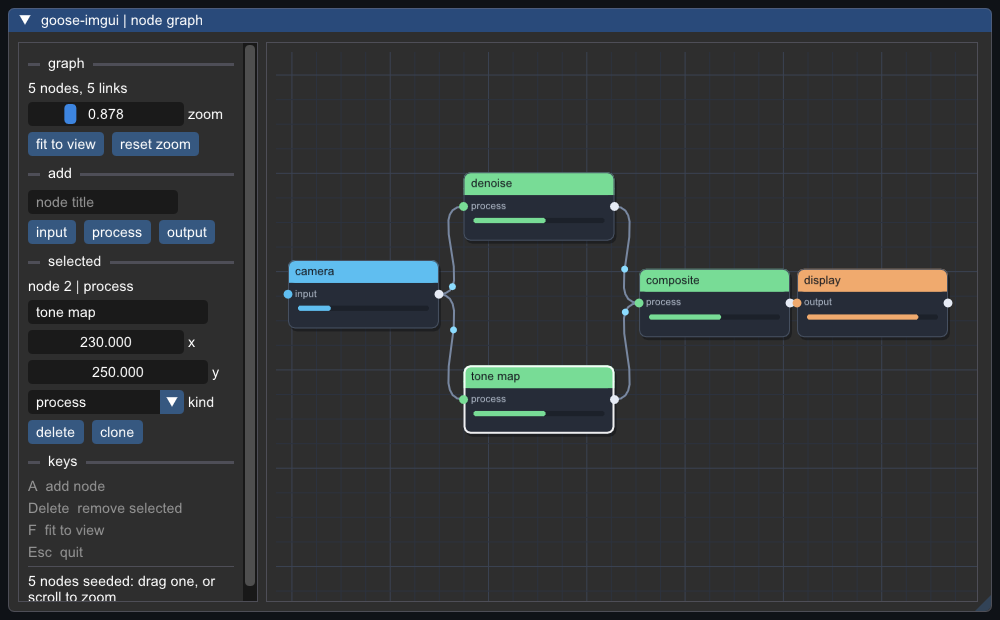 goose-imgui | node graph
graph
5 nodes, 5 links
0.878 zoom
fit to view reset zoom
add
node title
input process output
selected
node 2 | process
tone map
230.000 x
250.000 y
process kind
delete clone
keys
A add node
Delete remove selected
F fit to view
Esc quit
5 nodes seeded: drag one, or
scroll to zoom
denoise
process
camera
input
tone map
process
composite
process
display
output